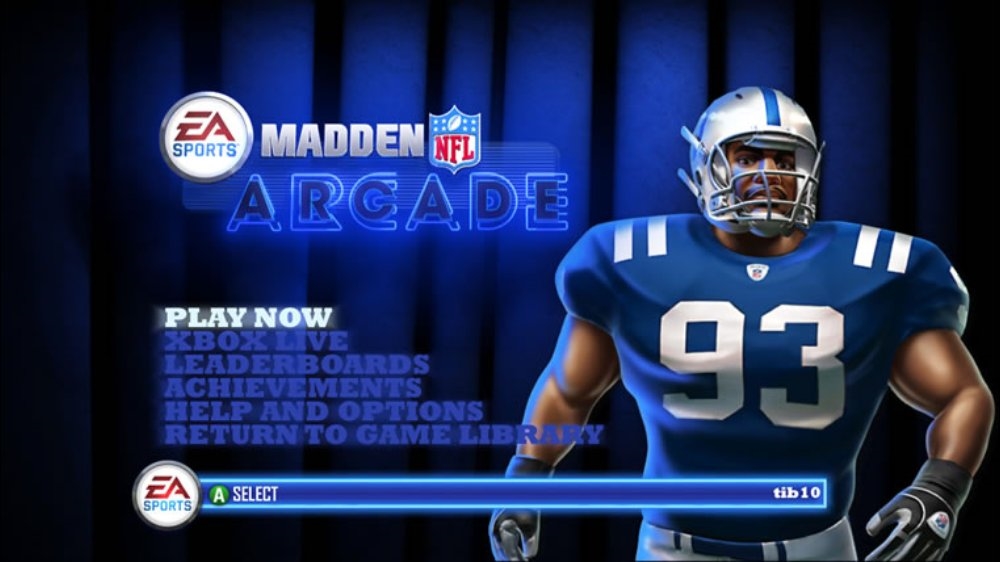 EA
SPORTS
MADDEN NFL
ARCADE
PLAY NOW
XBOX LIVE
LEADERBOARDS
ACHIEVEMENTS
HELP AND OPTIONS
RETURN TO GAME LIBRARY
EA
SPORTS
A SELECT
tib10
93